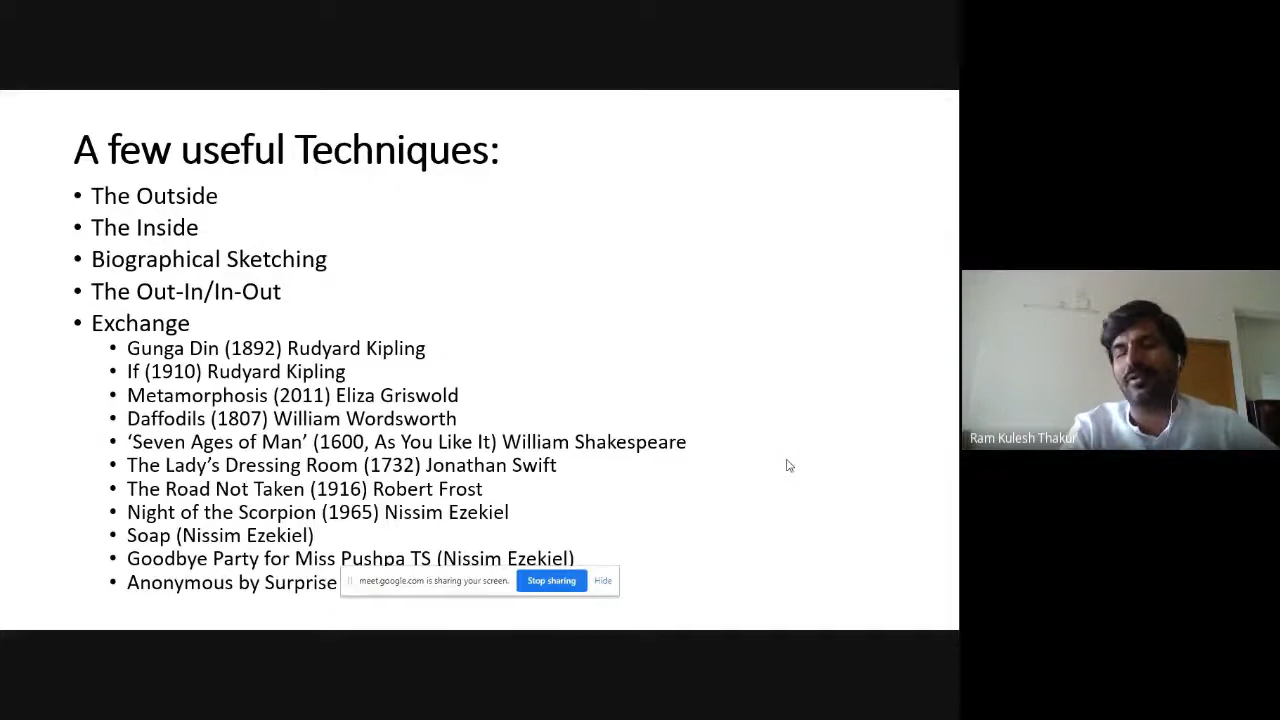 A few useful Techniques:
• The Outside
• The Inside
• Biographical Sketching
• The Out-In/In-Out
• Exchange
• Gunga Din (1892) Rudyard Kipling
• If (1910) Rudyard Kipling
• Metamorphosis (2011) Eliza Griswold
• Daffodils (1807) William Wordsworth
• ‘Seven Ages of Man’ (1600, As You Like It) William Shakespeare
• The Lady’s Dressing Room (1732) Jonathan Swift
• The Road Not Taken (1916) Robert Frost
• Night of the Scorpion (1965) Nissim Ezekiel
• Soap (Nissim Ezekiel)
• Goodbye Party for Miss Pushpa TS (Nissim Ezekiel)
• Anonymous by Surprise
meet.google.com is sharing your screen. Stop sharing Hide
Ram Kulesh Thakur